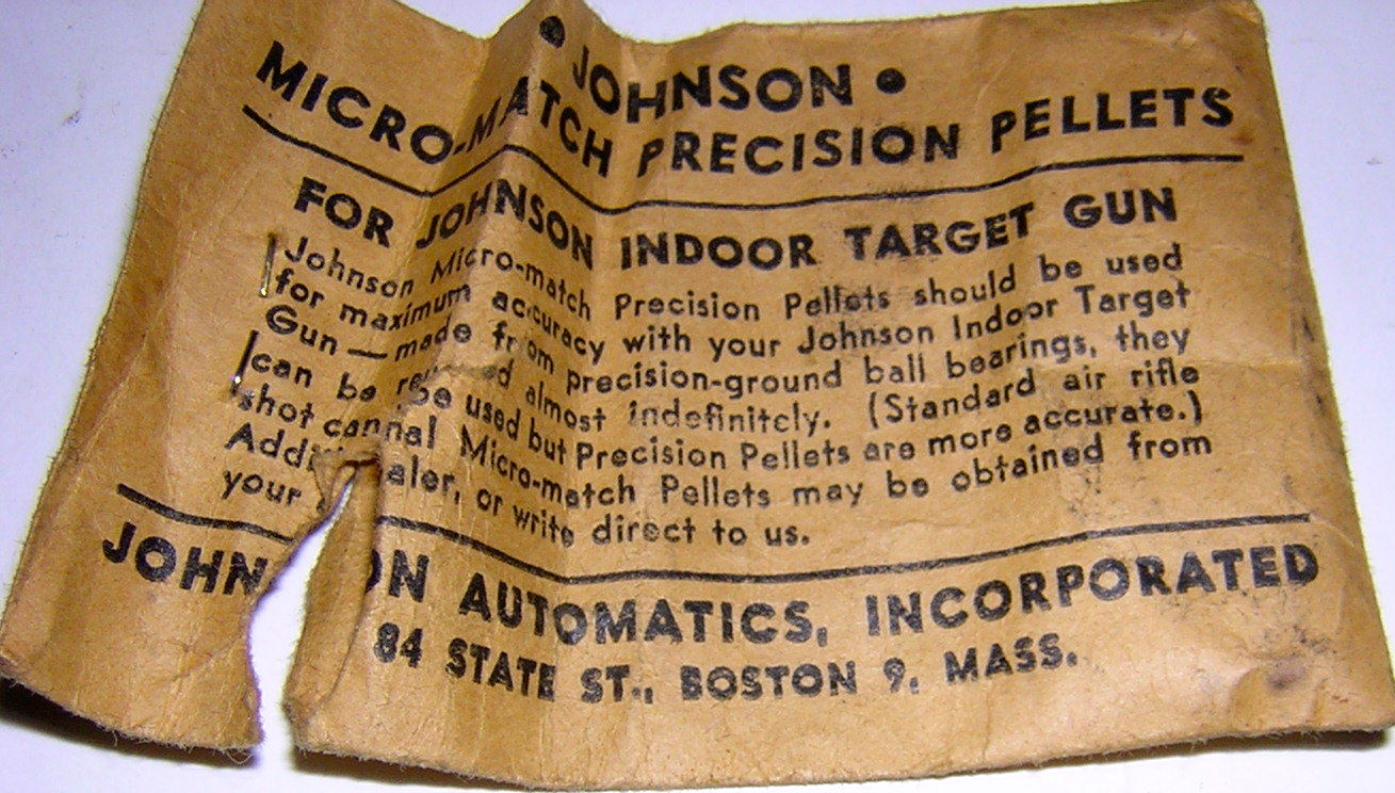 • JOHNSON •
MICRO-MATCH PRECISION PELLETS
FOR JOHNSON INDOOR TARGET GUN
Johnson Micro-match Precision Pellets should be used
for maximum accuracy with your Johnson Indoor Target
Gun — made from precision-ground ball bearings, they
can be almost indefinitely. (Standard air rifle
shot be used but Precision Pellets are more accurate.)
Micro-match Pellets may be obtained from
your or write direct to us.
AUTOMATICS, INCORPORATED
84 STATE ST., BOSTON 9, MASS.